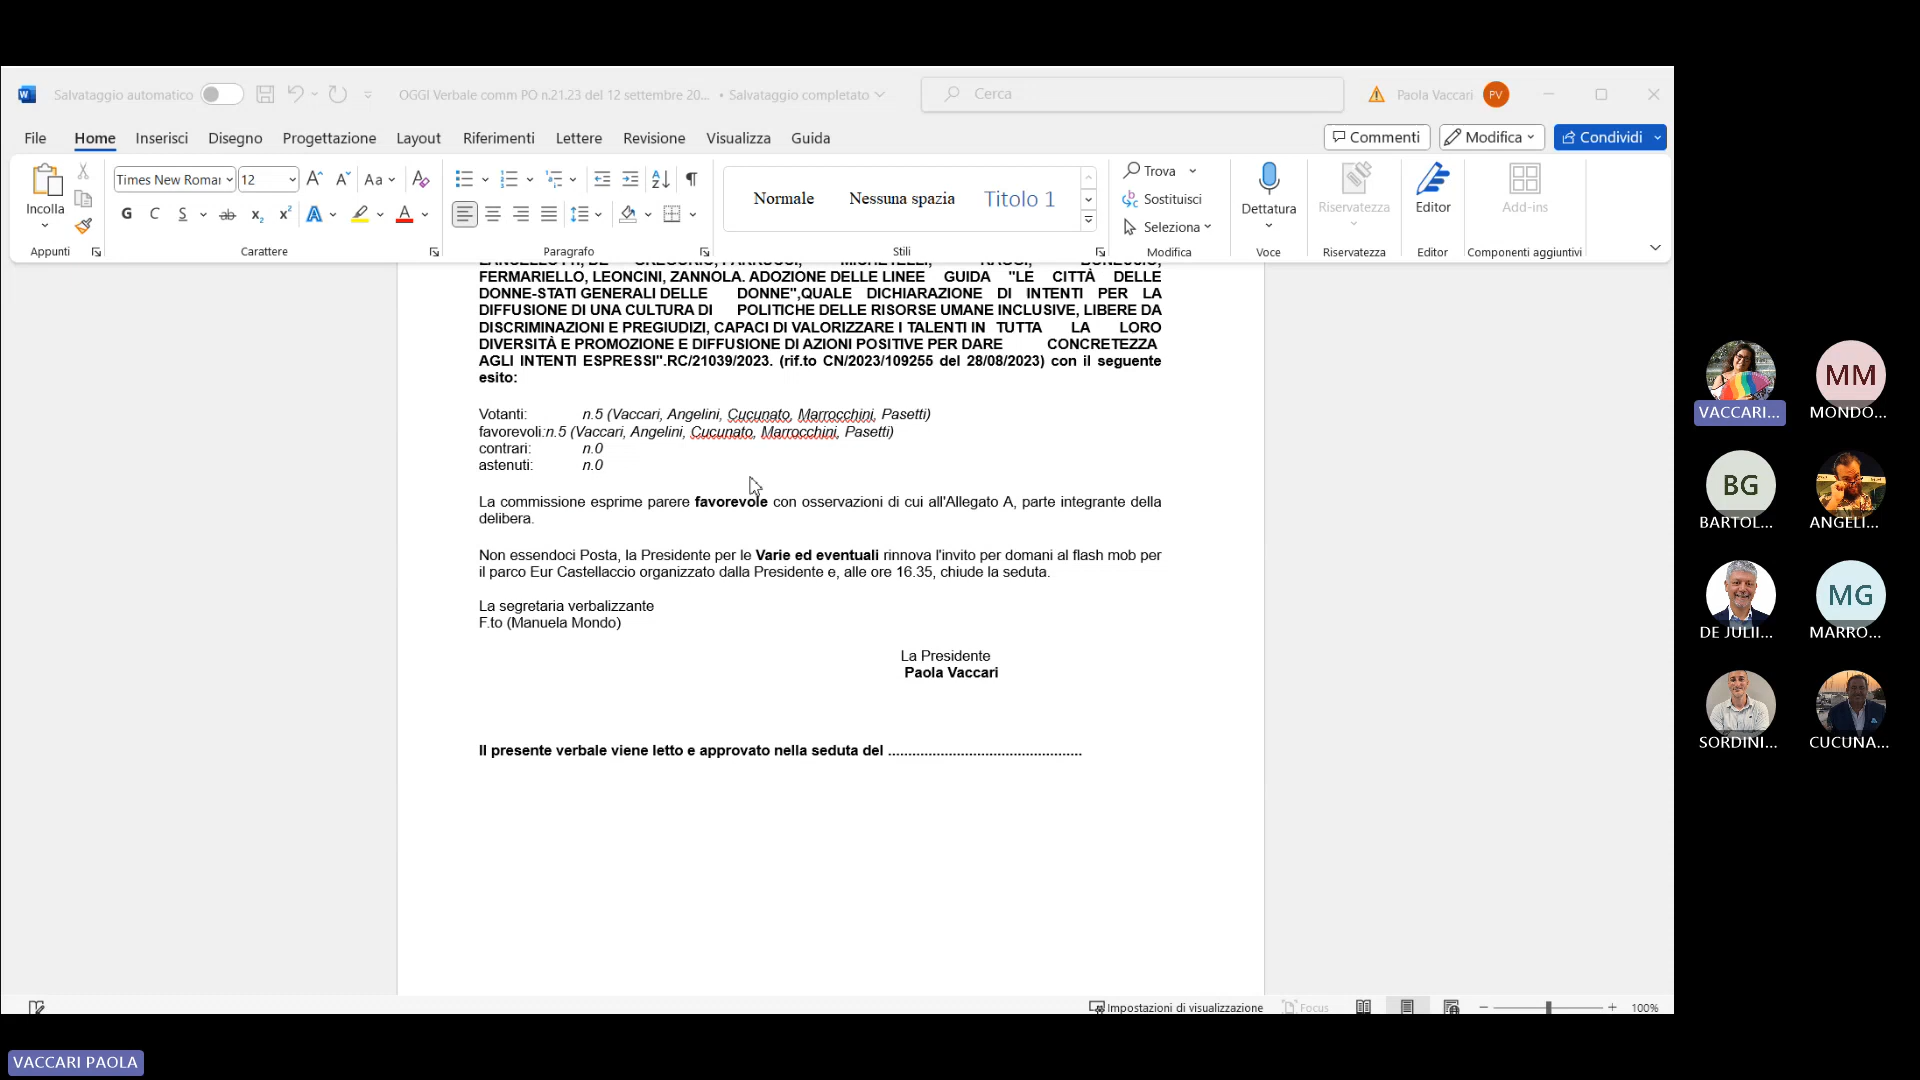 Salvataggio automatico
OGGI Verbale comm PO n.21.23 del 12 settembre 20... • Salvataggio completato
Cerca
Paola Vaccari
PV
File
Home
Inserisci
Disegno
Progettazione
Layout
Riferimenti
Lettere
Revisione
Visualizza
Guida
Commenti
Modifica
Condividi
Incolla
Times New Roman
12
Aa
G C S ab x₂ x² A A
Normale
Nessuna spazia
Titolo 1
Trova
Sostituisci
Seleziona
Dettatura
Riservatezza
Editor
Add-ins
Appunti
Carattere
Paragrafo
Stili
Modifica
Voce
Riservatezza
Editor
Componenti aggiuntivi
FERMARIELLO, LEONCINI, ZANNOLA. ADOZIONE DELLE LINEE GUIDA "LE CITTÀ DELLE
DONNE-STATI GENERALI DELLE DONNE",QUALE DICHIARAZIONE DI INTENTI PER LA
DIFFUSIONE DI UNA CULTURA DI POLITICHE DELLE RISORSE UMANE INCLUSIVE, LIBERE DA
DISCRIMINAZIONI E PREGIUDIZI, CAPACI DI VALORIZZARE I TALENTI IN TUTTA LA LORO
DIVERSITÀ E PROMOZIONE E DIFFUSIONE DI AZIONI POSITIVE PER DARE CONCRETEZZA
AGLI INTENTI ESPRESSI".RC/21039/2023. (rif.to CN/2023/109255 del 28/08/2023) con il seguente
esito:
Votanti: n.5 (Vaccari, Angelini, Cucunato, Marrocchini, Pasetti)
favorevoli:n.5 (Vaccari, Angelini, Cucunato, Marrocchini, Pasetti)
contrari: n.0
astenuti: n.0
La commissione esprime parere favorevole con osservazioni di cui all'Allegato A, parte integrante della
delibera.
Non essendoci Posta, la Presidente per le Varie ed eventuali rinnova l'invito per domani al flash mob per
il parco Eur Castellaccio organizzato dalla Presidente e, alle ore 16.35, chiude la seduta.
La segretaria verbalizzante
F.to (Manuela Mondo)
La Presidente
Paola Vaccari
Il presente verbale viene letto e approvato nella seduta del ................................................
Impostazioni di visualizzazione
Focus
100%
VACCARI...
MM
MONDO...
BG
BARTOL...
ANGELI...
DE JULII...
MG
MARRO...
SORDINI...
CUCUNA...
VACCARI PAOLA